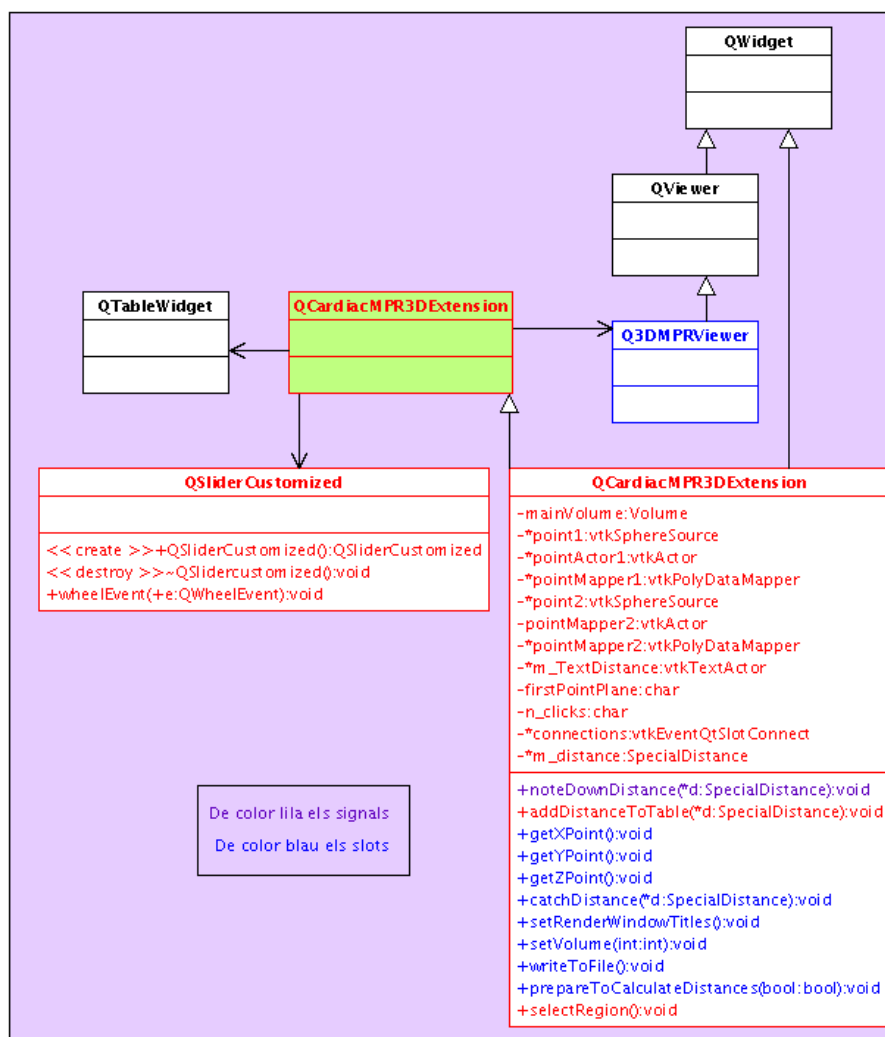 QWidget
QViewer
QTableWidget
QCardiacMPR3DExtension
Q3DMPRViewer
QSliderCustomized
<< create >>+QSliderCustomized():QSliderCustomized
<< destroy >>~QSlidercustomized():void
+wheelEvent(+e:QWheelEvent):void
QCardiacMPR3DExtension
-mainVolume:Volume
-*point1:vtkSphereSource
-*pointActor1:vtkActor
-*pointMapper1:vtkPolyDataMapper
-*point2:vtkSphereSource
-pointMapper2:vtkActor
-*pointMapper2:vtkPolyDataMapper
-*m_TextDistance:vtkTextActor
-firstPointPlane:char
-n_clicks:char
-*connections:vtkEventQtSlotConnect
-*m_distance:SpecialDistance
+noteDownDistance(*d:SpecialDistance):void
+addDistanceToTable(*d:SpecialDistance):void
+getXPoint():void
+getYPoint():void
+getZPoint():void
+catchDistance(*d:SpecialDistance):void
+setRenderWindowTitles():void
+setVolume(int:int):void
+writeToFile():void
+prepareToCalculateDistances(bool:bool):void
+selectRegion():void
De color lila els signals
De color blau els slots